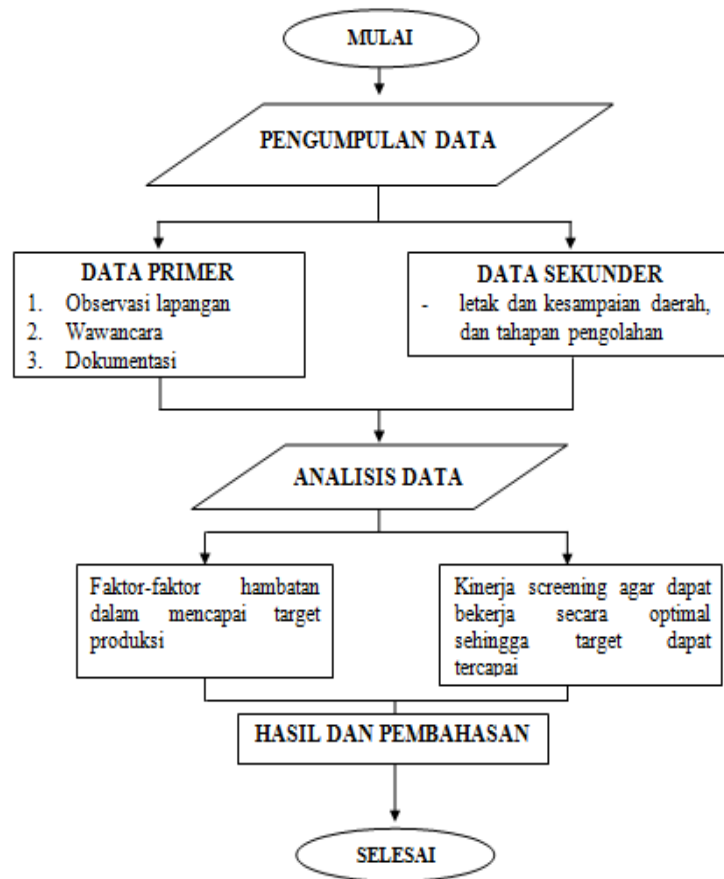 MULAI
PENGUMPULAN DATA
DATA PRIMER
1. Observasi lapangan
2. Wawancara
3. Dokumentasi
DATA SEKUNDER
- letak dan kesampaian daerah,
dan tahapan pengolahan
ANALISIS DATA
Faktor-faktor hambatan
dalam mencapai target
produksi
Kinerja screening agar dapat
bekerja secara optimal
sehingga target dapat
tercapai
HASIL DAN PEMBAHASAN
SELESAI